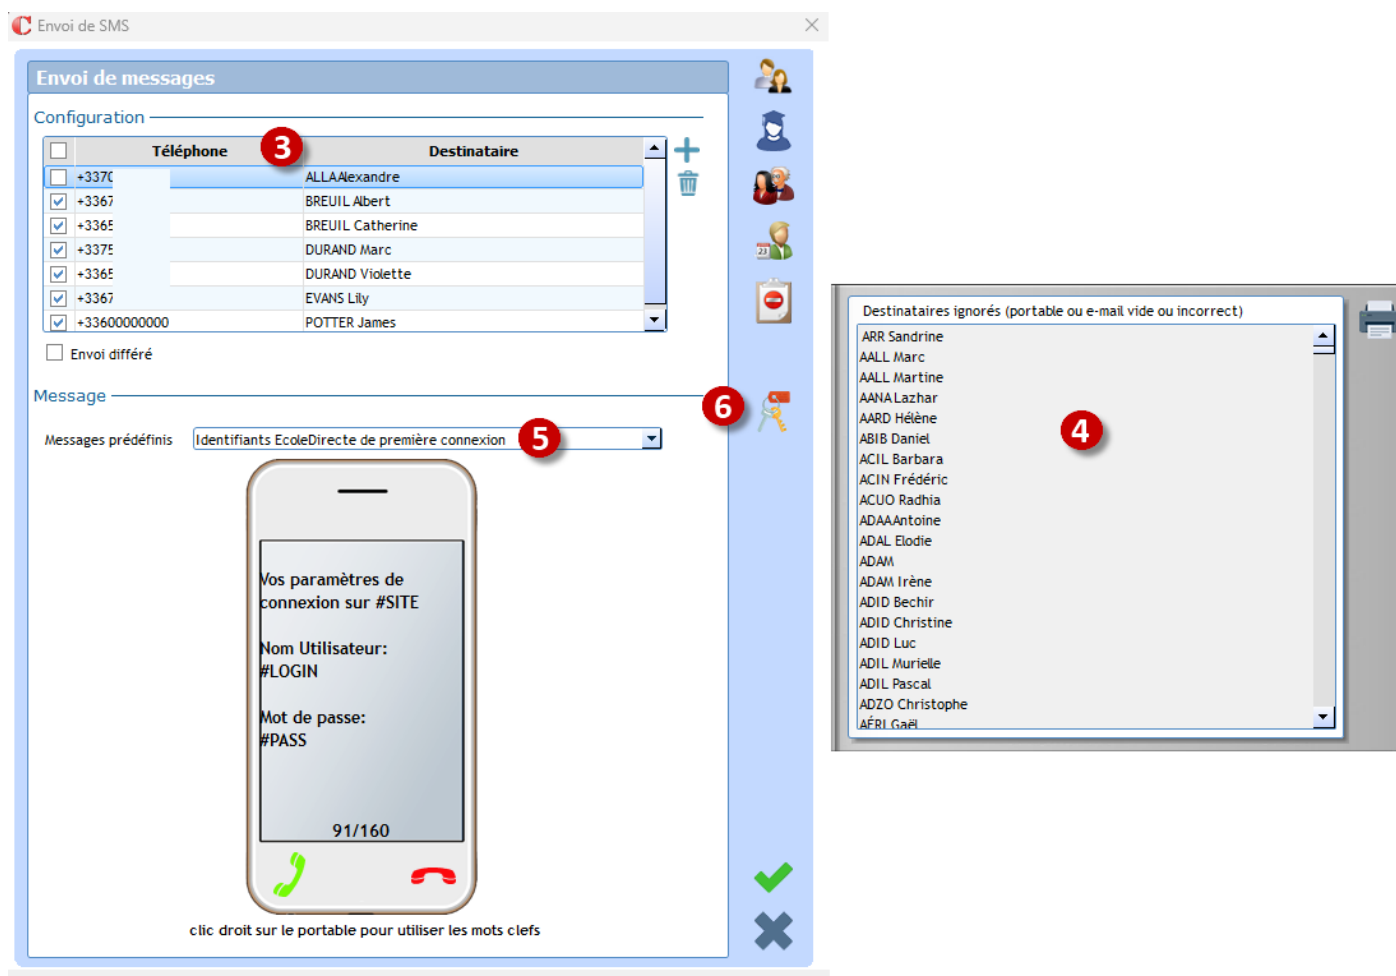 Envoi de SMS
Envoi de messages
Configuration
3
Téléphone Destinataire
+3370 ALLAAlexandre
+3367 BREUIL Albert
+3365 BREUIL Catherine
+3375 DURAND Marc
+3365 DURAND Violette
+3367 EVANS Lily
+33600000000 POTTER James
Envoi différé
Message
6
Messages prédéfinis Identifiants EcoleDirecte de première connexion 5
Vos paramètres de
connexion sur #SITE
Nom Utilisateur:
#LOGIN
Mot de passe:
#PASS
91/160
clic droit sur le portable pour utiliser les mots clefs
23
Destinataires ignorés (portable ou e-mail vide ou incorrect)
ARR Sandrine
AALL Marc
AALL Martine
AANA Lazhar
AARD Hélène
ABIB Daniel
ACIL Barbara
ACIN Frédéric
ACUO Radhia
ADAAAntoine
ADAL Elodie
ADAM
ADAM Irène
ADID Bechir
ADID Christine
ADID Luc
ADIL Murielle
ADIL Pascal
ADZO Christophe
AÉRI Gaël
4